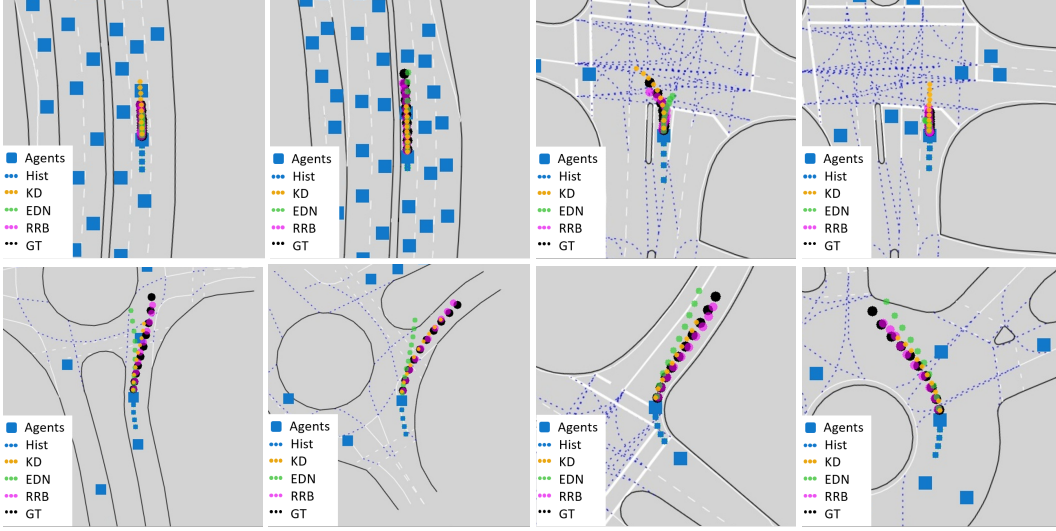 Agents
Hist
KD
EDN
RRB
GT
Agents
Hist
KD
EDN
RRB
GT
Agents
Hist
KD
EDN
RRB
GT
Agents
Hist
KD
EDN
RRB
GT
Agents
Hist
KD
EDN
RRB
GT
Agents
Hist
KD
EDN
RRB
GT
Agents
Hist
KD
EDN
RRB
GT
Agents
Hist
KD
EDN
RRB
GT